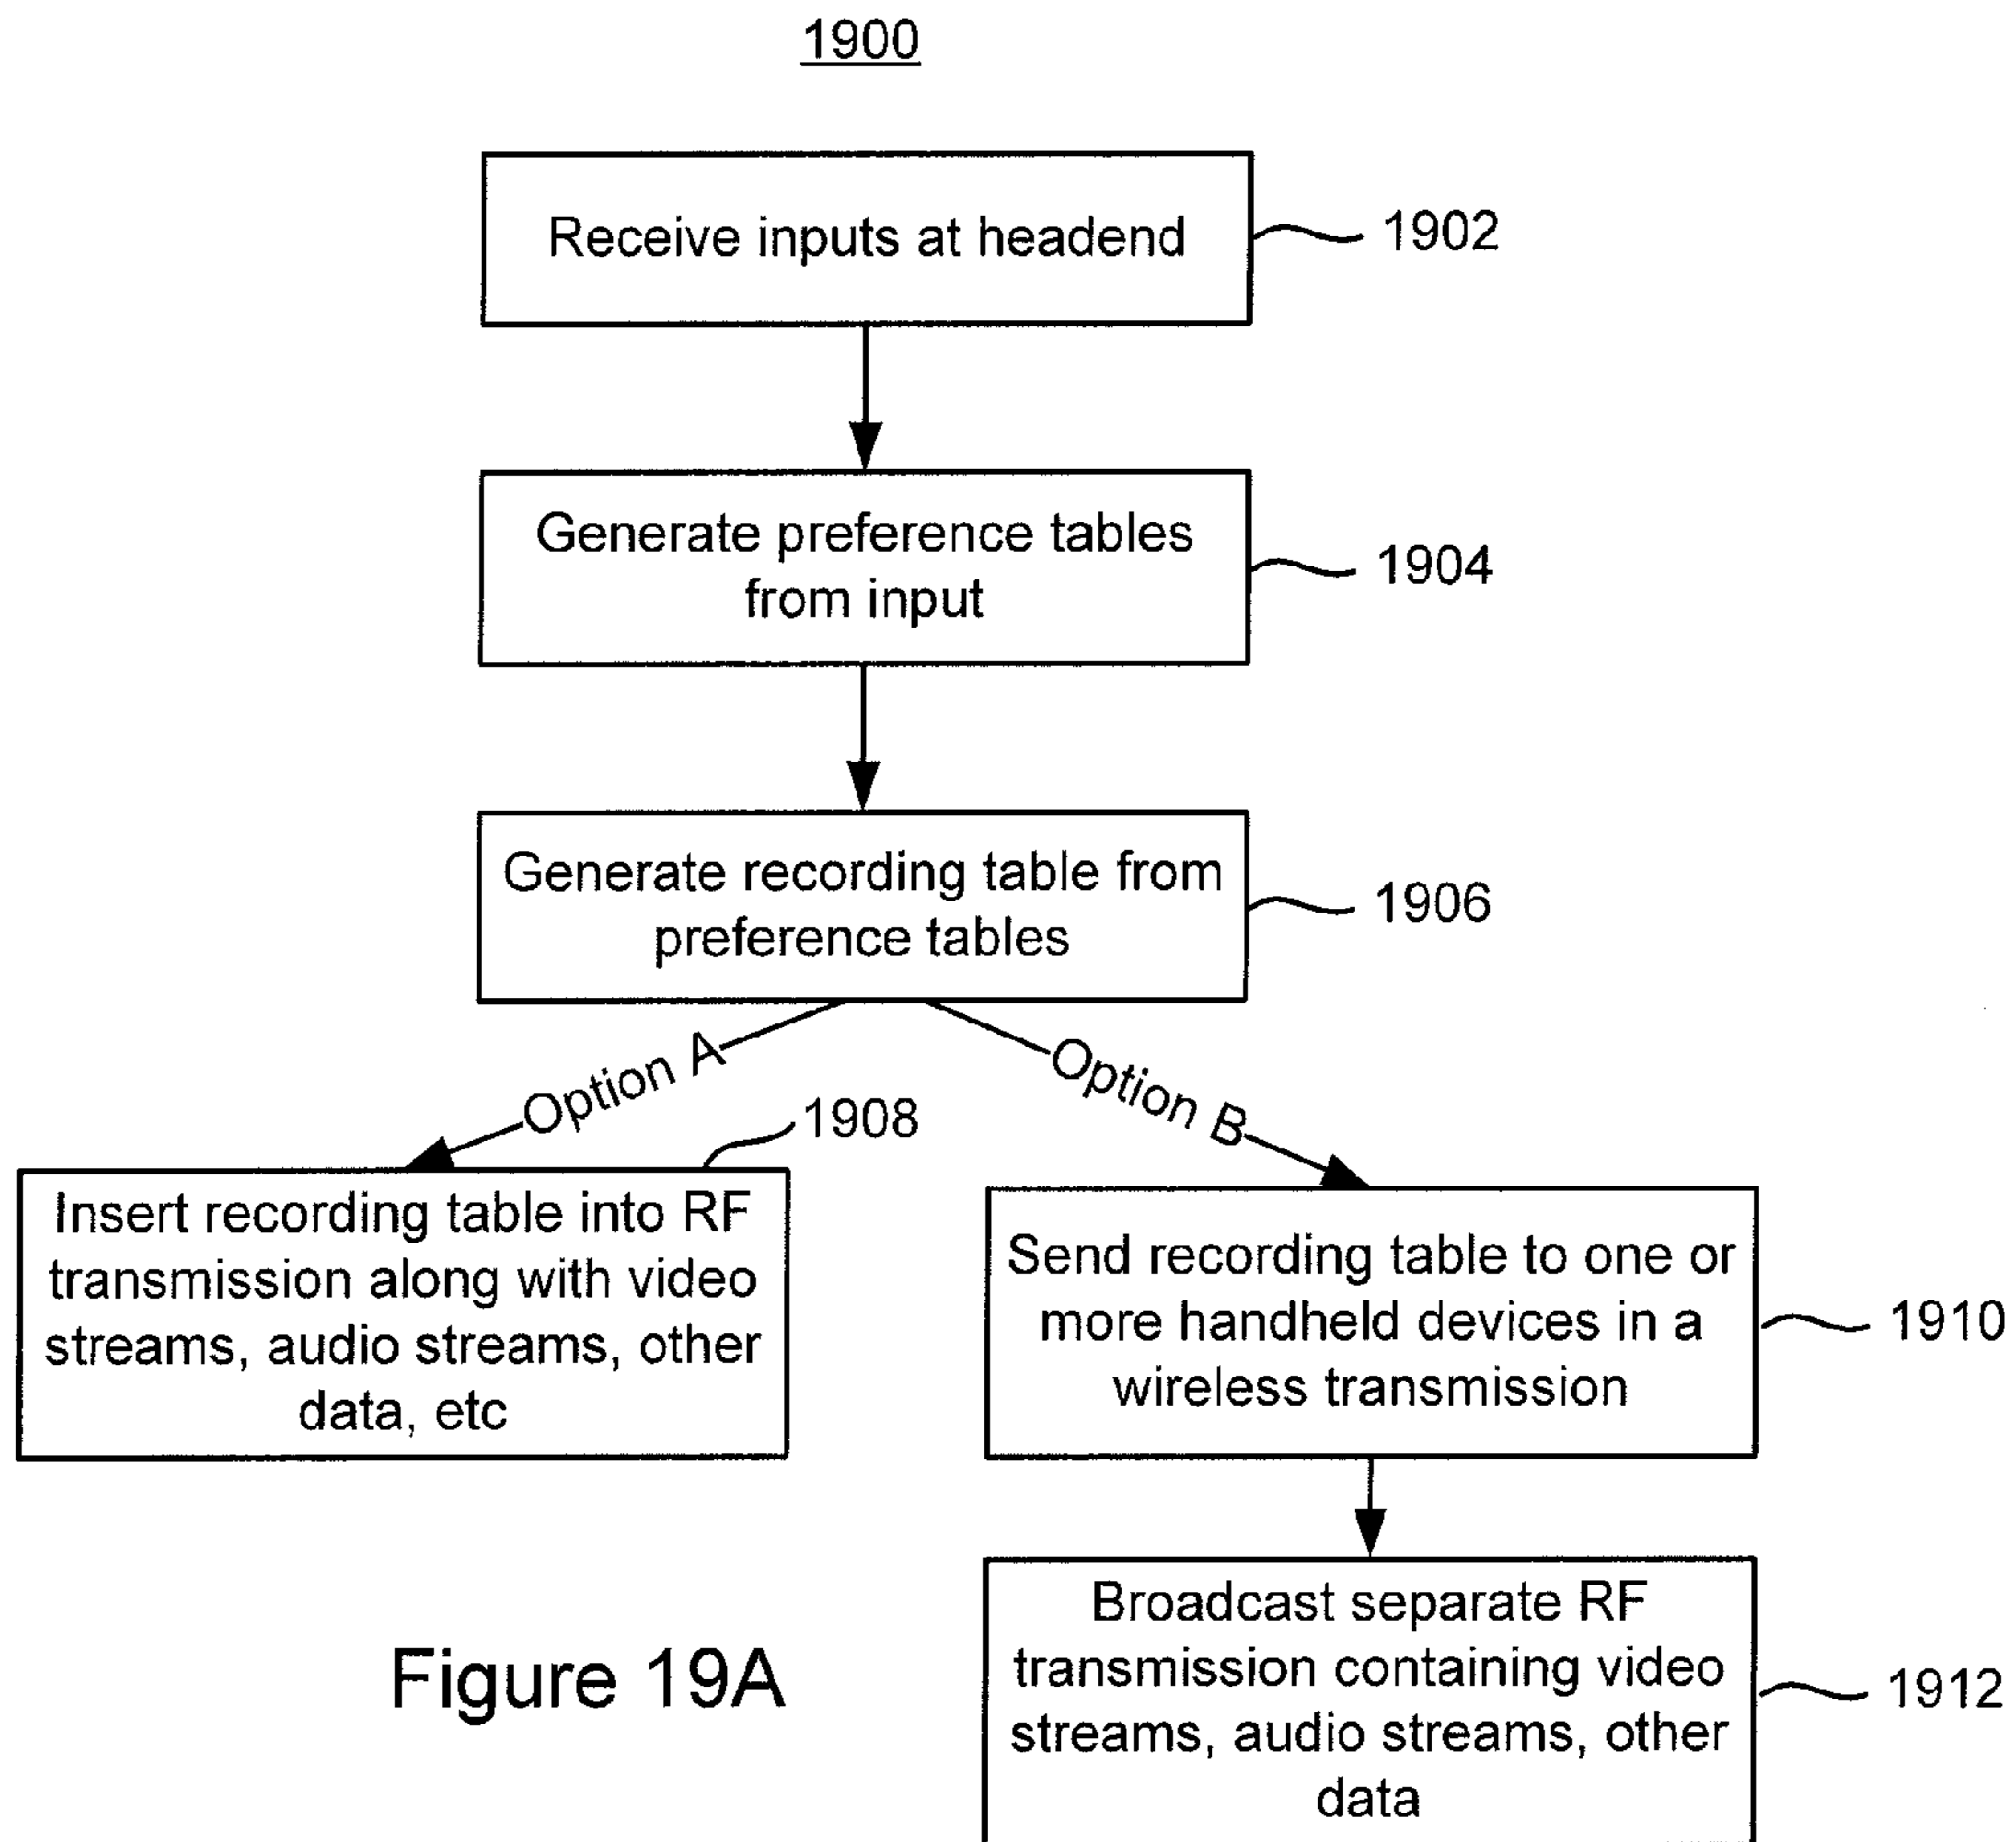 1900
Receive inputs at headend
1902
Generate preference tables
from input
1904
Generate recording table from
preference tables
1906
Option A
Option B
1908
Insert recording table into RF
transmission along with video
streams, audio streams, other
data, etc
Send recording table to one or
more handheld devices in a
wireless transmission
1910
Broadcast separate RF
transmission containing video
streams, audio streams, other
data
1912
Figure 19A